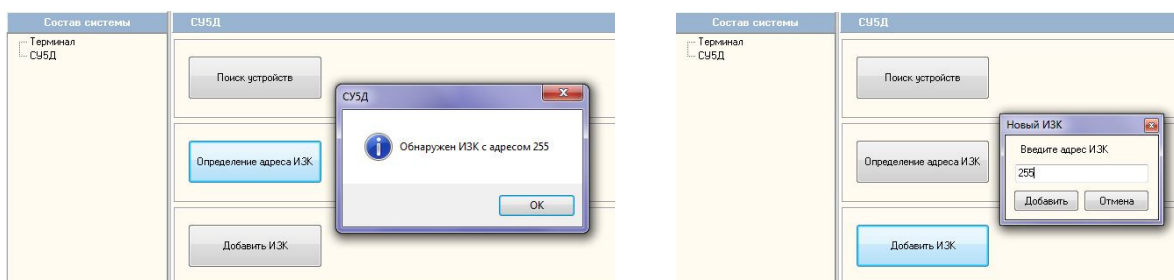 Состав системы
СУ5Д
Терминал
СУ5Д
Поиск устройств
СУ5Д
Обнаружен ИЗК с адресом 255
Определение адреса ИЗК
OK
Добавить ИЗК
Состав системы
СУ5Д
Терминал
СУ5Д
Поиск устройств
Новый ИЗК
Введите адрес ИЗК
Определение адреса ИЗК
255
Добавить Отмена
Добавить ИЗК